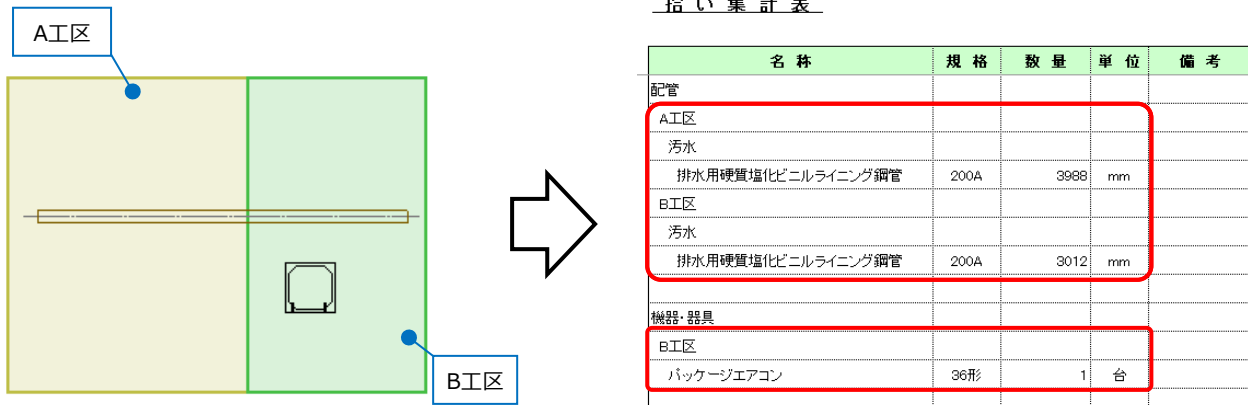 A工区
B工区
拾い集計表
名称 規格 数量 単位 備考
配管
A工区
汚水
排水用硬質塩化ビニルライニング鋼管 200A 3988 mm
B工区
汚水
排水用硬質塩化ビニルライニング鋼管 200A 3012 mm
機器・器具
B工区
パッケージエアコン 36形 1 台